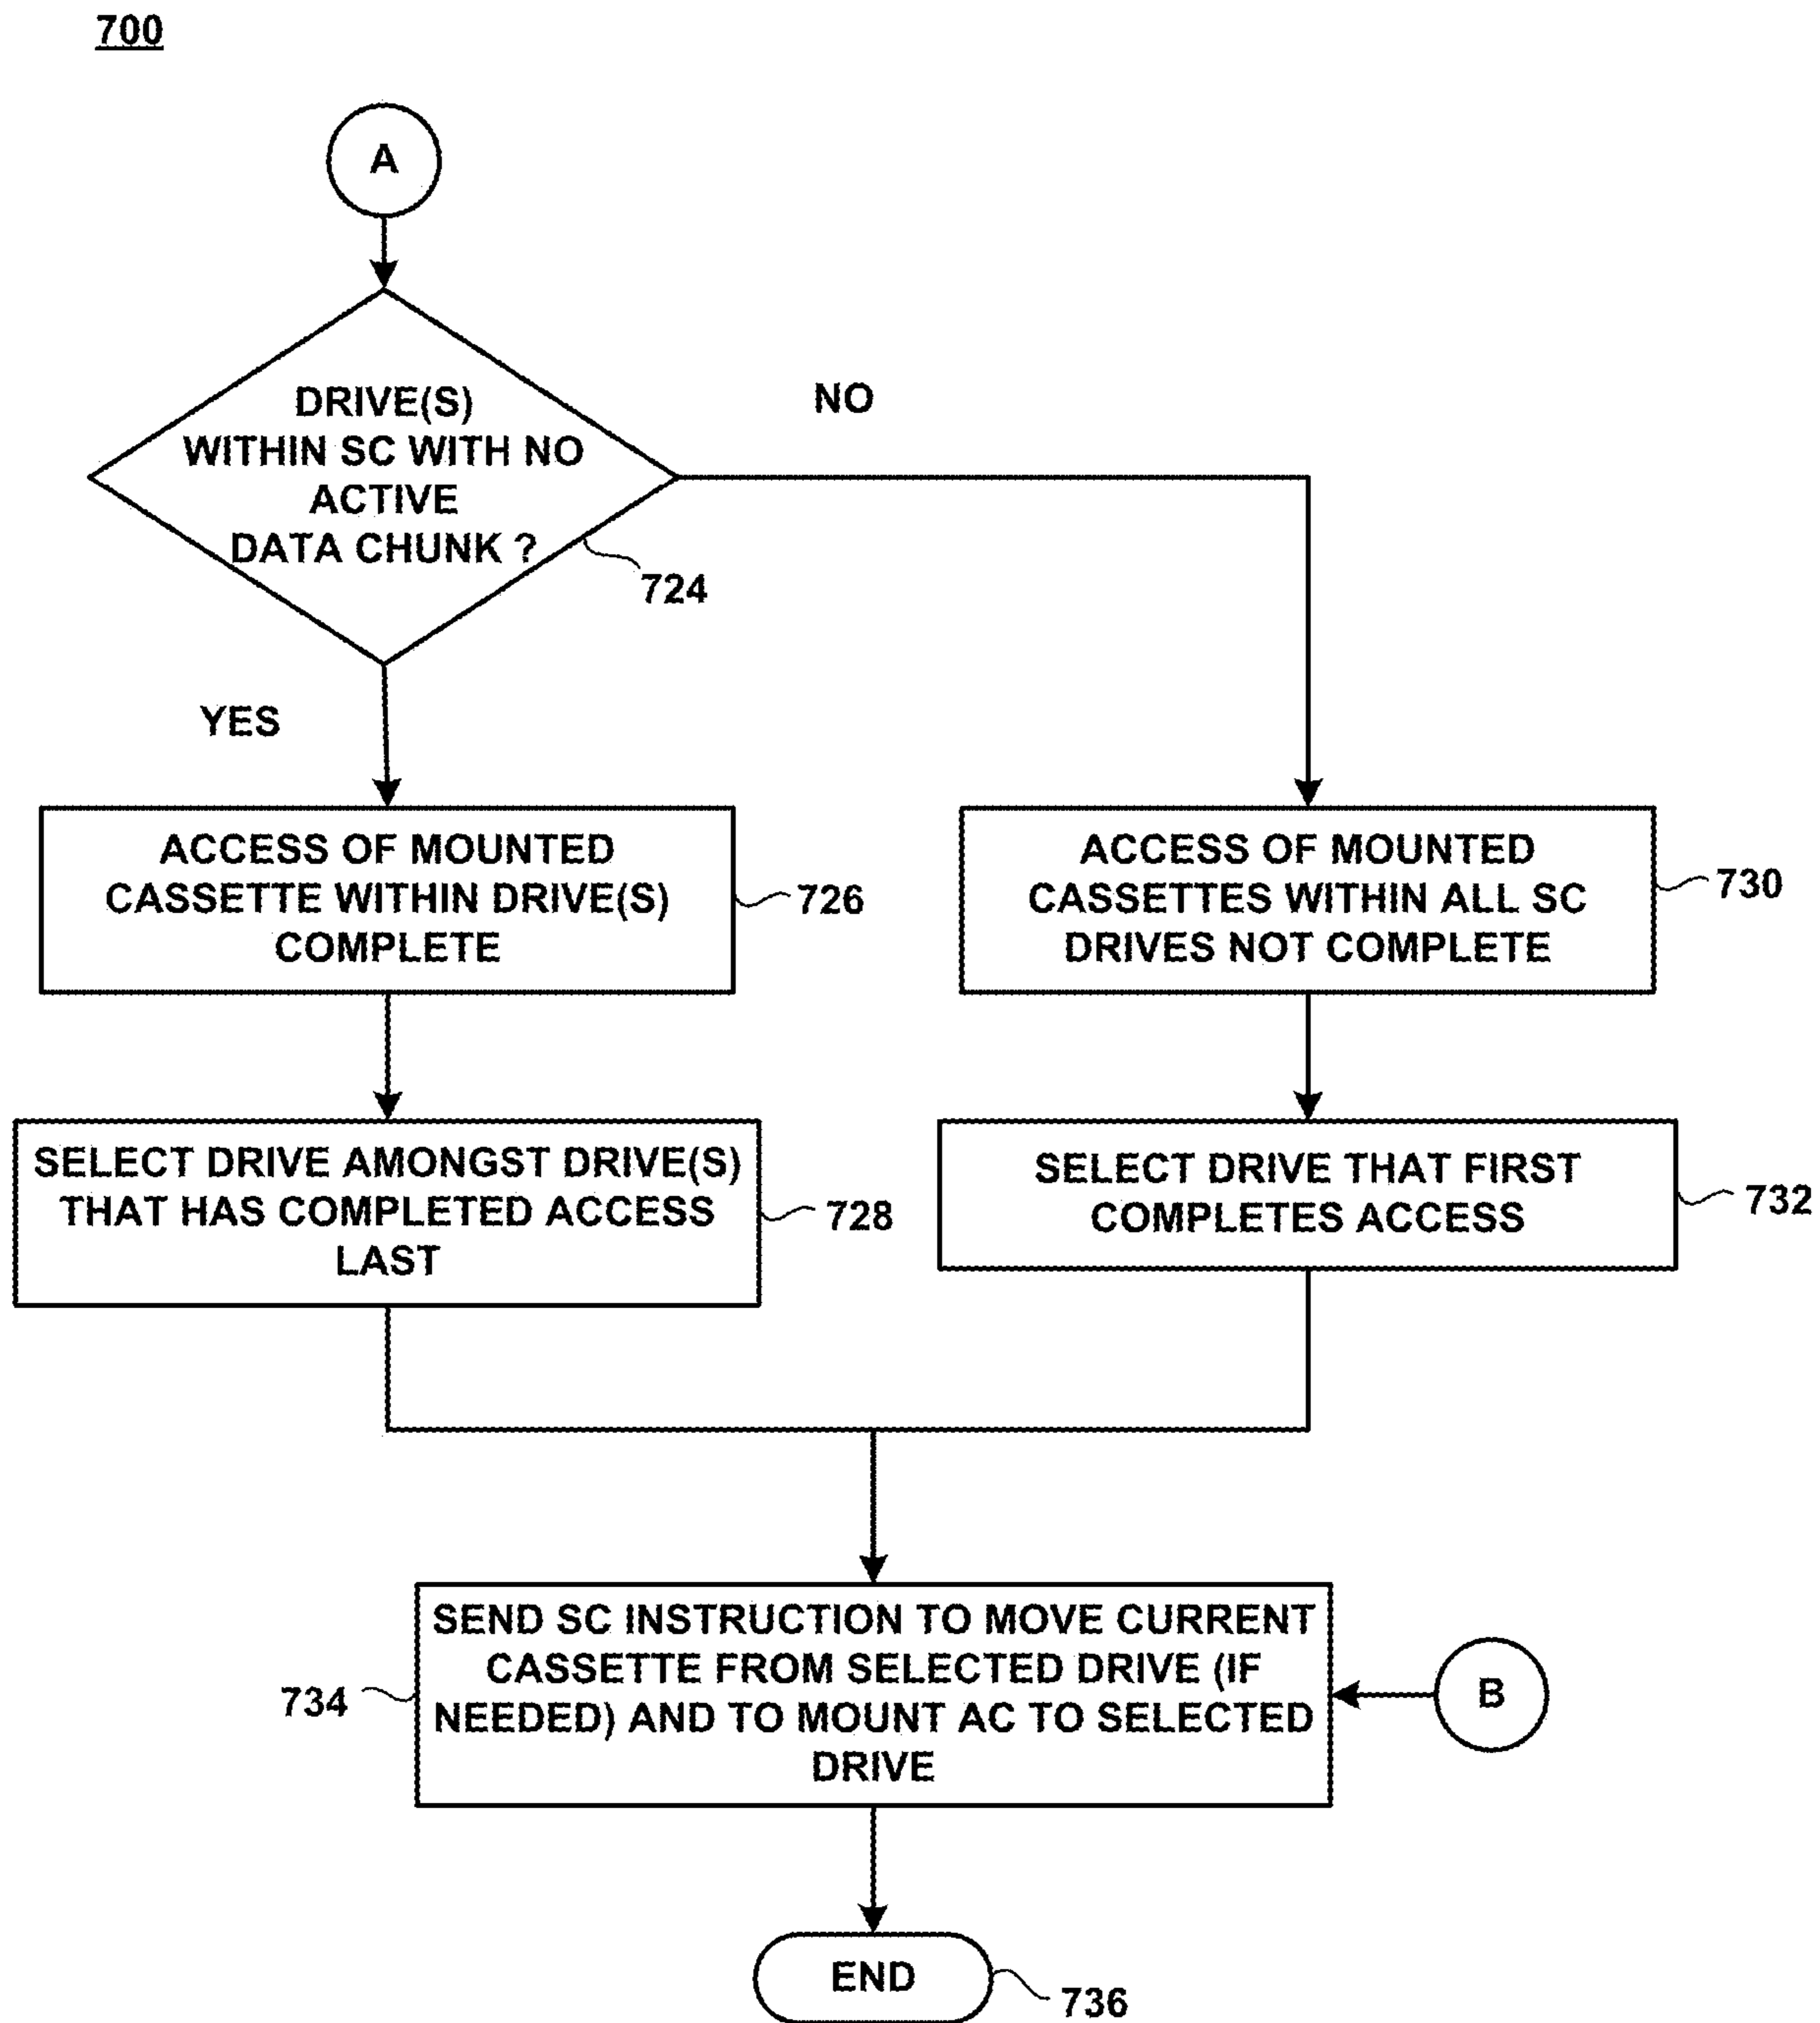 700
A
DRIVE(S)
WITHIN SC WITH NO
ACTIVE
DATA CHUNK ?
724
NO
YES
ACCESS OF MOUNTED
CASSETTE WITHIN DRIVE(S)
COMPLETE
726
ACCESS OF MOUNTED
CASSETTES WITHIN ALL SC
DRIVES NOT COMPLETE
730
SELECT DRIVE AMONGST DRIVE(S)
THAT HAS COMPLETED ACCESS
LAST
728
SELECT DRIVE THAT FIRST
COMPLETES ACCESS
732
SEND SC INSTRUCTION TO MOVE CURRENT
CASSETTE FROM SELECTED DRIVE (IF
NEEDED) AND TO MOUNT AC TO SELECTED
DRIVE
734
B
END
736